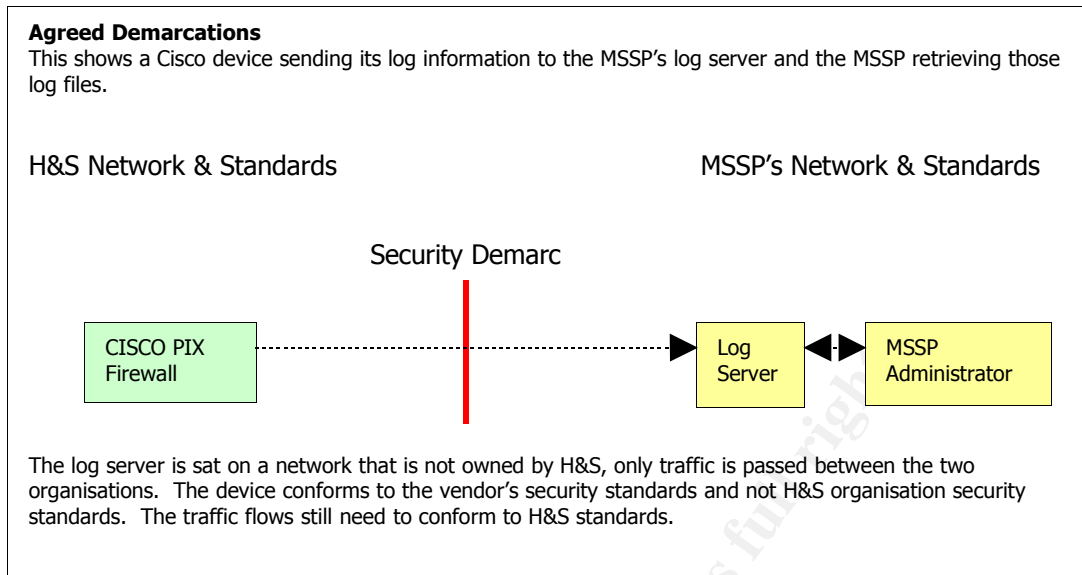 Agreed Demarcations
This shows a Cisco device sending its log information to the MSSP's log server and the MSSP retrieving those
log files.
H&S Network & Standards
MSSP's Network & Standards
Security Demarc
CISCO PIX
Firewall
Log
Server
MSSP
Administrator
The log server is sat on a network that is not owned by H&S, only traffic is passed between the two
organisations. The device conforms to the vendor's security standards and not H&S organisation security
standards. The traffic flows still need to conform to H&S standards.